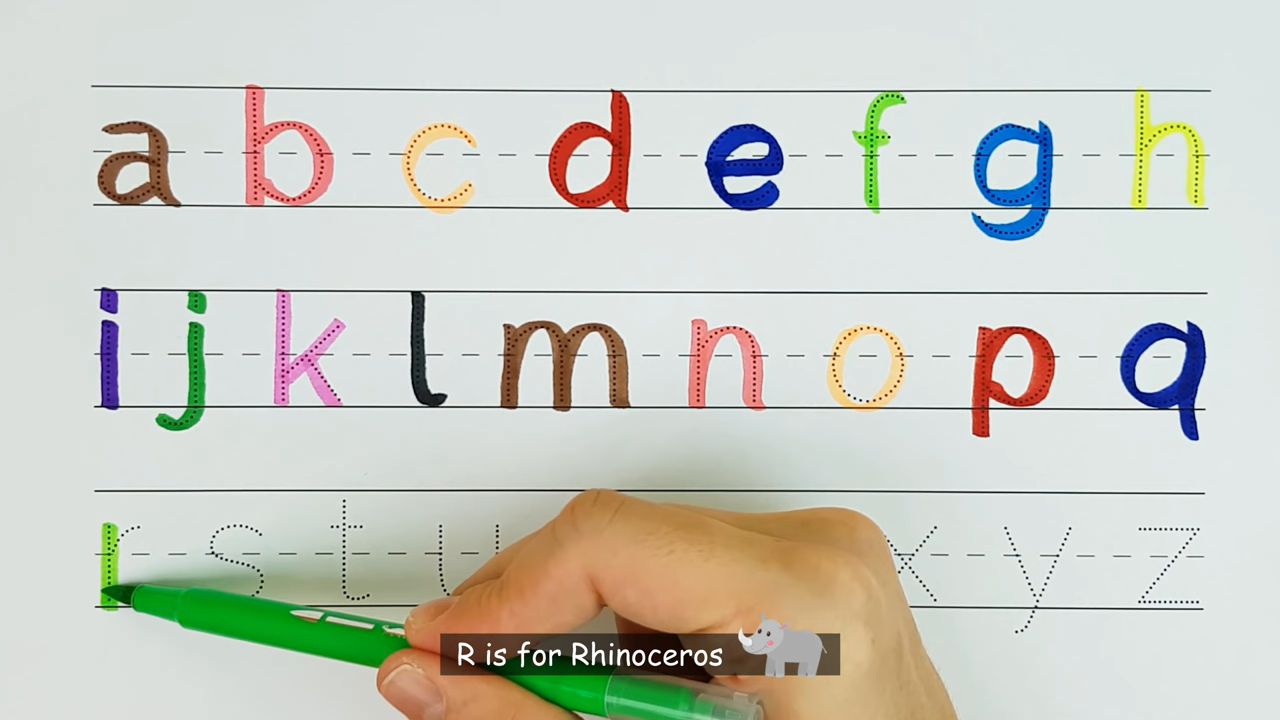 a b c d e f g h
i j k l m n o p q
r s t u x y z
R is for Rhinoceros